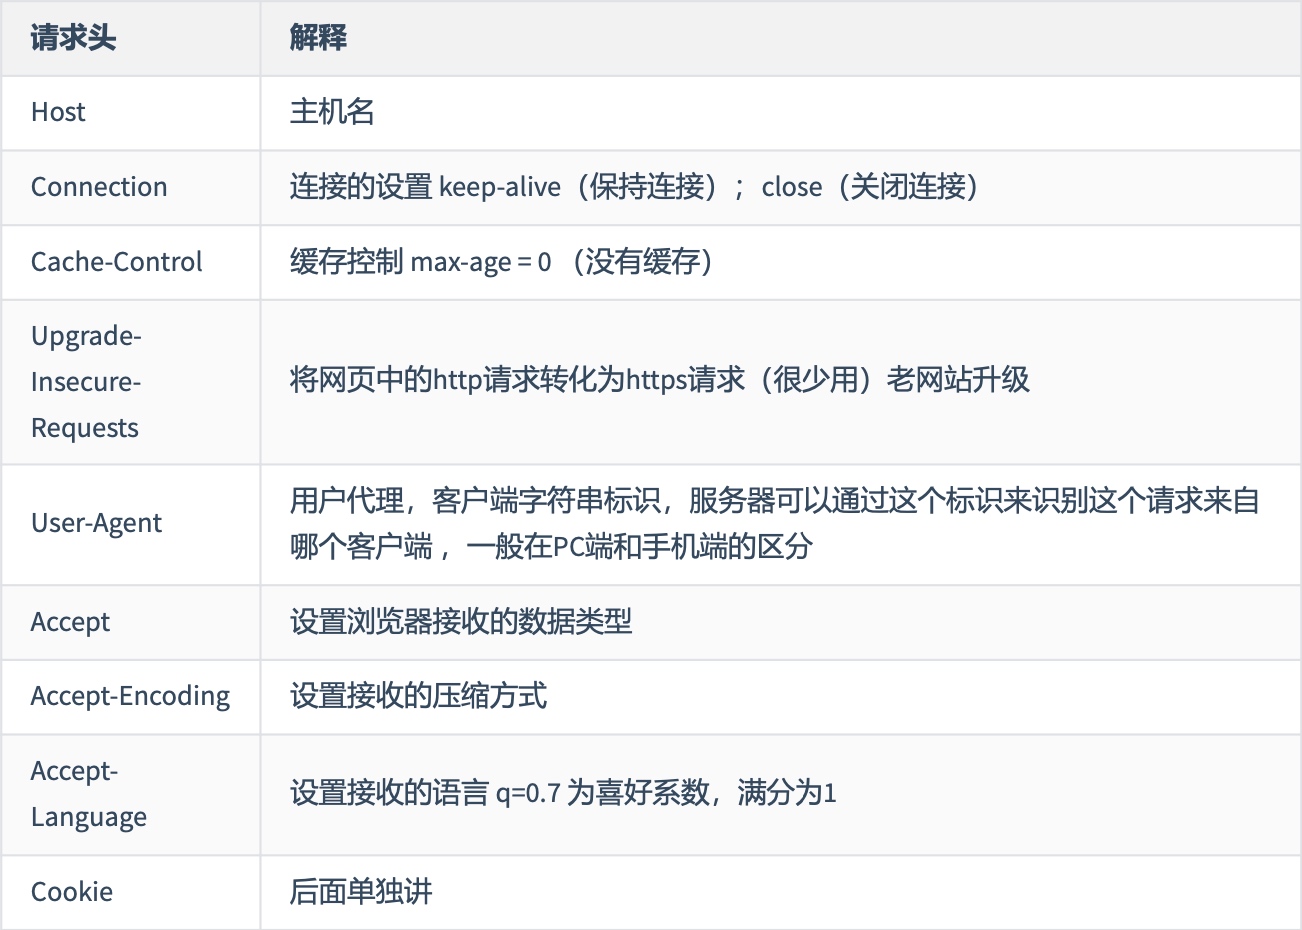 请求头
解释
Host
主机名
Connection
连接的设置 keep-alive（保持连接）；close（关闭连接）
Cache-Control
缓存控制 max-age = 0 （没有缓存）
Upgrade-
Insecure-
Requests
将网页中的http请求转化为https请求（很少用）老网站升级
User-Agent
用户代理，客户端字符串标识，服务器可以通过这个标识来识别这个请求来自
哪个客户端 ，一般在PC端和手机端的区分
Accept
设置浏览器接收的数据类型
Accept-Encoding
设置接收的压缩方式
Accept-
Language
设置接收的语言 q=0.7 为喜好系数，满分为1
Cookie
后面单独讲